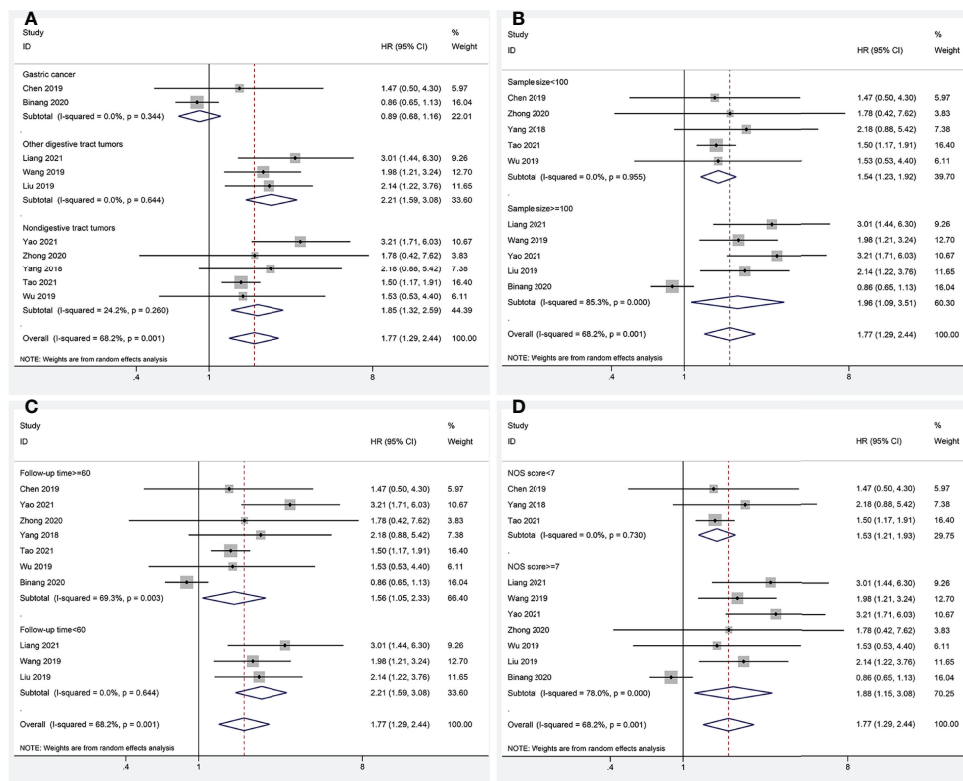 A
Study %
ID HR (95% CI) Weight
Gastric cancer
Chen 2019 1.47 (0.50, 4.30) 5.97
Binang 2020 0.86 (0.65, 1.13) 16.04
Subtotal (I-squared = 0.0%, p = 0.344) 0.89 (0.68, 1.16) 22.01
.
Other digestive tract tumors
Liang 2021 3.01 (1.44, 6.30) 9.26
Wang 2019 1.98 (1.21, 3.24) 12.70
Liu 2019 2.14 (1.22, 3.76) 11.65
Subtotal (I-squared = 0.0%, p = 0.644) 2.21 (1.59, 3.08) 33.60
.
Nondigestive tract tumors
Yao 2021 3.21 (1.71, 6.03) 10.67
Zhong 2020 1.78 (0.42, 7.62) 3.83
Yang 2018 2.18 (0.88, 5.42) 7.38
Tao 2021 1.50 (1.17, 1.91) 16.40
Wu 2019 1.53 (0.53, 4.40) 6.11
Subtotal (I-squared = 24.2%, p = 0.260) 1.85 (1.32, 2.59) 44.39
.
Overall (I-squared = 68.2%, p = 0.001) 1.77 (1.29, 2.44) 100.00
NOTE: Weights are from random effects analysis
.4 1 8
B
Study %
ID HR (95% CI) Weight
Sample size<100
Chen 2019 1.47 (0.50, 4.30) 5.97
Zhong 2020 1.78 (0.42, 7.62) 3.83
Yang 2018 2.18 (0.88, 5.42) 7.38
Tao 2021 1.50 (1.17, 1.91) 16.40
Wu 2019 1.53 (0.53, 4.40) 6.11
Subtota (I-squared = 0.0%, p = 0.955) 1.54 (1.23, 1.92) 39.70
.
Sample size>=100
Liang 2021 3.01 (1.44, 6.30) 9.26
Wang 2019 1.98 (1.21, 3.24) 12.70
Yao 2021 3.21 (1.71, 6.03) 10.67
Liu 2019 2.14 (1.22, 3.76) 11.65
Binang 2020 0.86 (0.65, 1.13) 16.04
Subtota (I-squared = 85.3%, p = 0.000) 1.96 (1.09, 3.51) 60.30
.
Overall (I-squared = 68.2%, p = 0.001) 1.77 (1.29, 2.44) 100.00
NOTE: Weights are from random effects analysis
.4 1 8
C
Study %
ID HR (95% CI) Weight
Follow-up time>=60
Chen 2019 1.47 (0.50, 4.30) 5.97
Yao 2021 3.21 (1.71, 6.03) 10.67
Zhong 2020 1.78 (0.42, 7.62) 3.83
Yang 2018 2.18 (0.88, 5.42) 7.38
Tao 2021 1.50 (1.17, 1.91) 16.40
Wu 2019 1.53 (0.53, 4.40) 6.11
Binang 2020 0.86 (0.65, 1.13) 16.04
Subtotal (I-squared = 69.3%, p = 0.003) 1.56 (1.05, 2.33) 66.40
.
Follow-up time<60
Liang 2021 3.01 (1.44, 6.30) 9.26
Wang 2019 1.98 (1.21, 3.24) 12.70
Liu 2019 2.14 (1.22, 3.76) 11.65
Subtotal (I-squared = 0.0%, p = 0.644) 2.21 (1.59, 3.08) 33.60
.
Overall (I-squared = 68.2%, p = 0.001) 1.77 (1.29, 2.44) 100.00
NOTE: Weights are from random effects analysis
.4 1 8
D
Study %
ID HR (95% CI) Weight
NOS score<7
Chen 2019 1.47 (0.50, 4.30) 5.97
Yang 2018 2.18 (0.88, 5.42) 7.38
Tao 2021 1.50 (1.17, 1.91) 16.40
Subtota (I-squared = 0.0%, p = 0.730) 1.53 (1.21, 1.93) 29.75
.
NOS score>=7
Liang 2021 3.01 (1.44, 6.30) 9.26
Wang 2019 1.98 (1.21, 3.24) 12.70
Yao 2021 3.21 (1.71, 6.03) 10.67
Zhong 2020 1.78 (0.42, 7.62) 3.83
Wu 2019 1.53 (0.53, 4.40) 6.11
Liu 2019 2.14 (1.22, 3.76) 11.65
Binang 2020 0.86 (0.65, 1.13) 16.04
Subtota (I-squared = 78.0%, p = 0.000) 1.88 (1.15, 3.08) 70.25
.
Overall (I-squared = 68.2%, p = 0.001) 1.77 (1.29, 2.44) 100.00
NOTE: Weights are from random effects analysis
.4 1 8